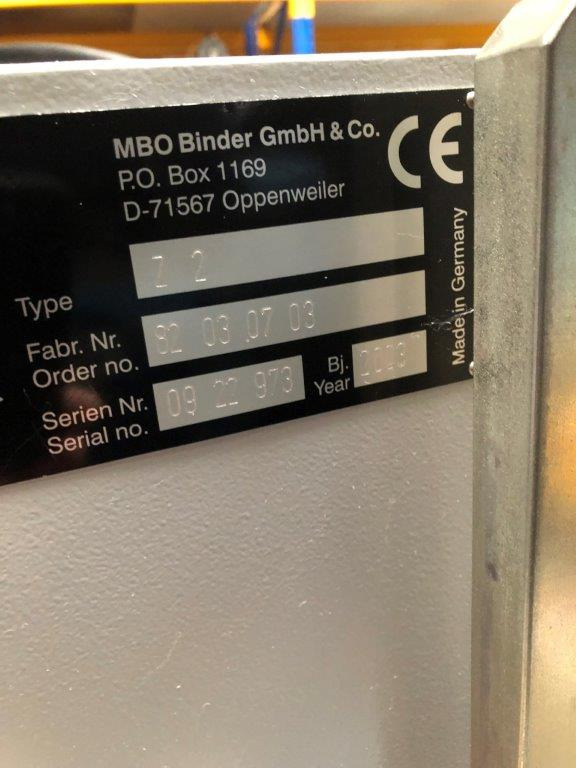 MBO Binder GmbH & Co.
P.O. Box 1169
D-71567 Oppenweiler
CE
Made in Germany
Type Z 2
Fabr. Nr.
Order no. 82 03 07 03
Serien Nr.
Serial no. 09 22 973
Bj.
Year 2003